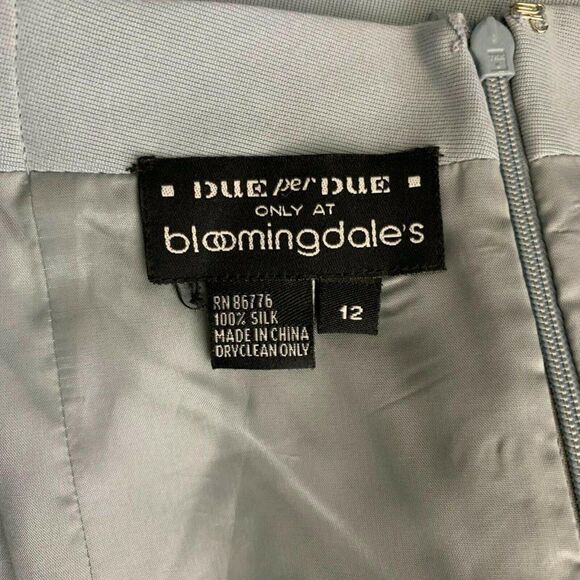 DUE per DUE
ONLY AT
bloomingdale's
RN 86776
100% SILK
MADE IN CHINA
DRYCLEAN ONLY
12